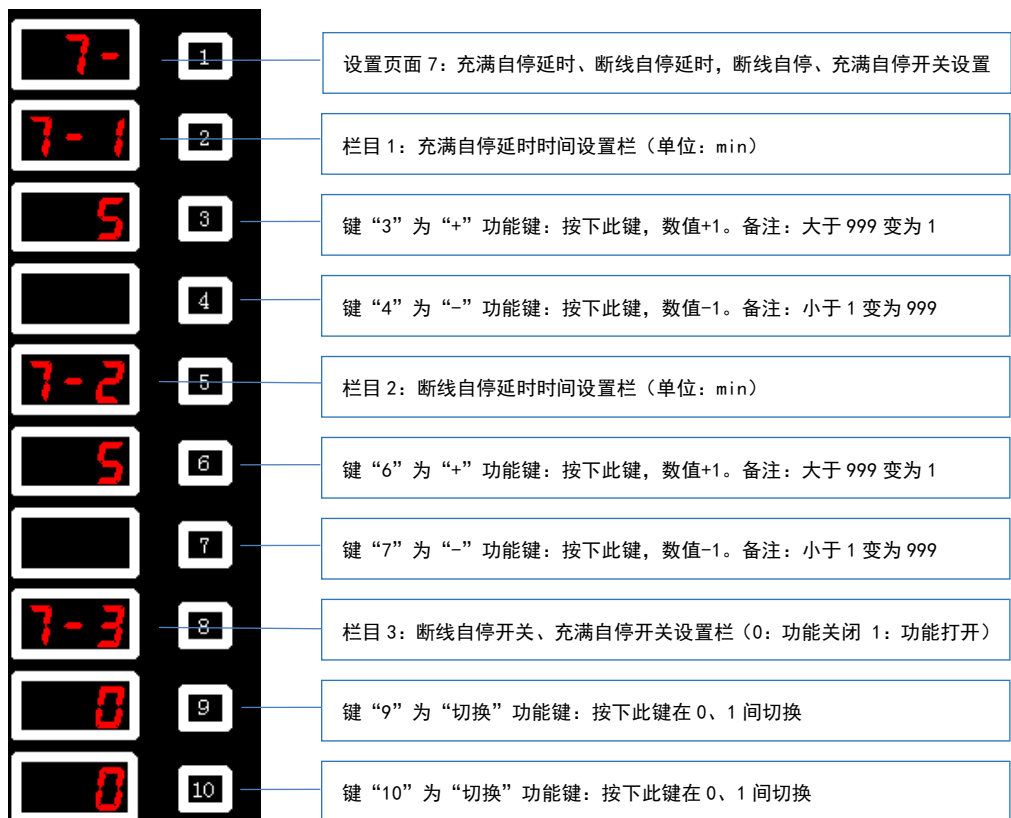 7- 1 设置页面 7：充满自停延时、断线自停延时，断线自停、充满自停开关设置
7-1 2 栏目 1：充满自停延时时间设置栏（单位：min）
5 3 键“3”为“+”功能键：按下此键，数值+1。备注：大于 999 变为 1
4 键“4”为“-”功能键：按下此键，数值-1。备注：小于 1 变为 999
7-2 5 栏目 2：断线自停延时时间设置栏（单位：min）
5 6 键“6”为“+”功能键：按下此键，数值+1。备注：大于 999 变为 1
7 键“7”为“-”功能键：按下此键，数值-1。备注：小于 1 变为 999
7-3 8 栏目 3：断线自停开关、充满自停开关设置栏（0：功能关闭 1：功能打开）
0 9 键“9”为“切换”功能键：按下此键在 0、1 间切换
0 10 键“10”为“切换”功能键：按下此键在 0、1 间切换